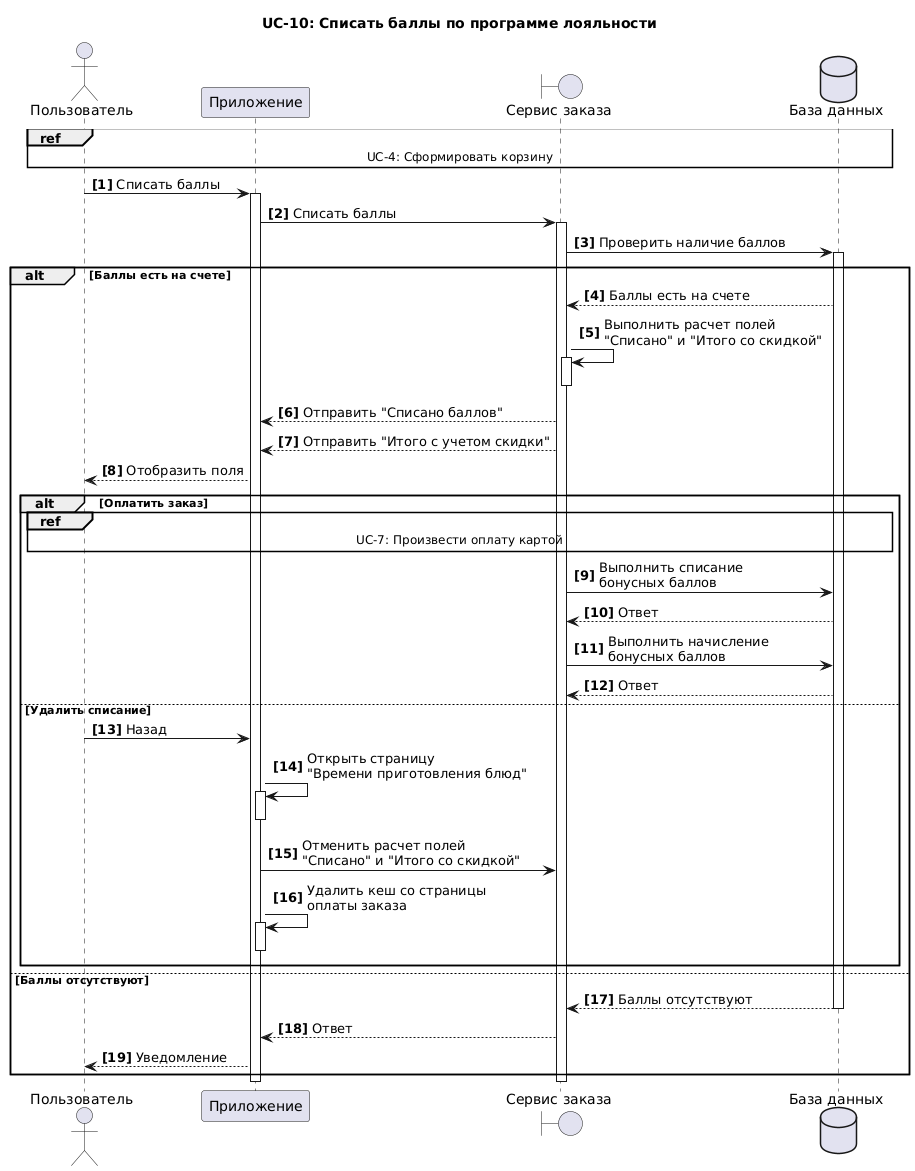 UC-10: Списать баллы по программе лояльности
Пользователь
Приложение
Сервис заказа
База данных
ref
UC-4: Сформировать корзину
[1] Списать баллы
[2] Списать баллы
[3] Проверить наличие баллов
alt [Баллы есть на счете]
[4] Баллы есть на счете
[5] Выполнить расчет полей
"Списано" и "Итого со скидкой"
[6] Отправить "Списано баллов"
[7] Отправить "Итого с учетом скидки"
[8] Отобразить поля
alt [Оплатить заказ]
ref
UC-7: Произвести оплату картой
[9] Выполнить списание
бонусных баллов
[10] Ответ
[11] Выполнить начисление
бонусных баллов
[12] Ответ
[Удалить списание]
[13] Назад
[14] Открыть страницу
"Времени приготовления блюд"
[15] Отменить расчет полей
"Списано" и "Итого со скидкой"
[16] Удалить кеш со страницы
оплаты заказа
[Баллы отсутствуют]
[17] Баллы отсутствуют
[18] Ответ
[19] Уведомление
Пользователь
Приложение
Сервис заказа
База данных